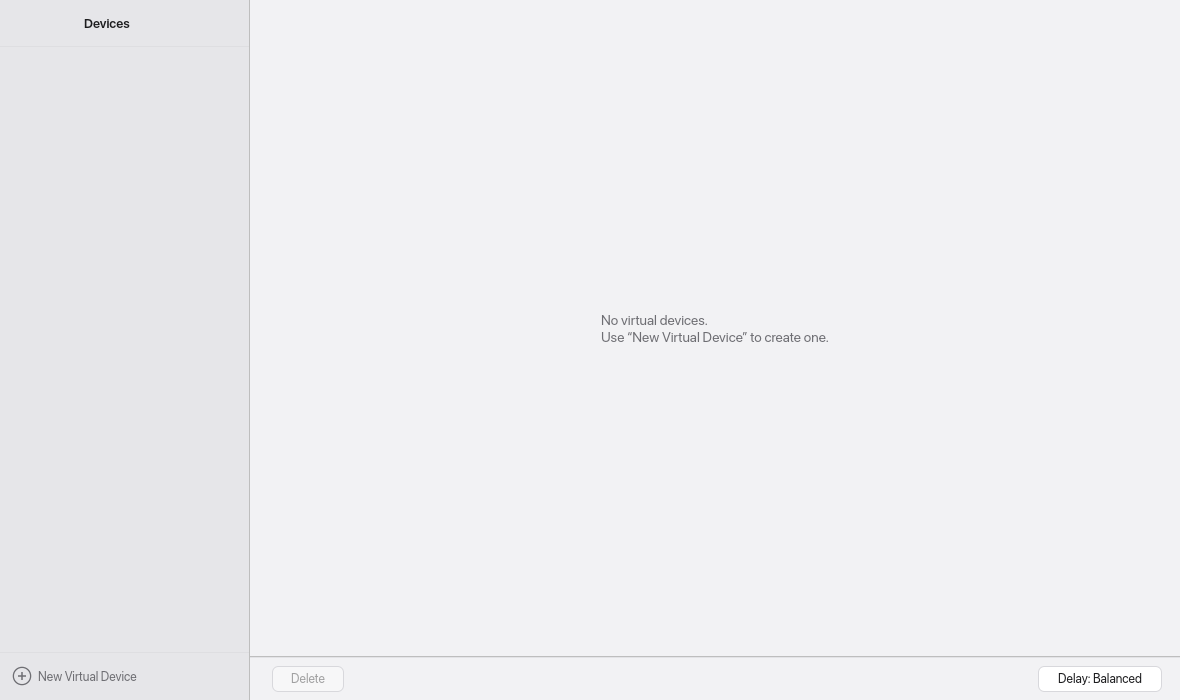 Devices
No virtual devices.
Use “New Virtual Device” to create one.
New Virtual Device
Delete
Delay: Balanced